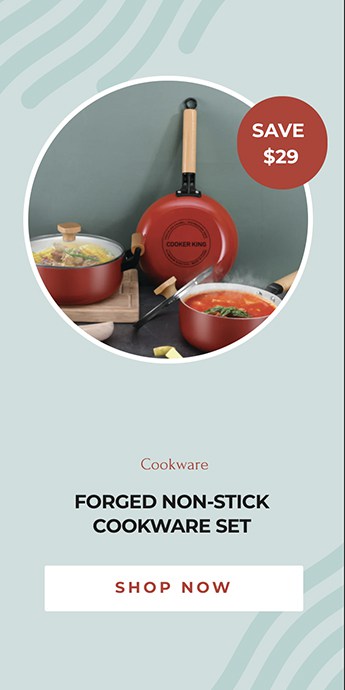 SAVE
$29
COOKER KING
Cookware
FORGED NON-STICK
COOKWARE SET
SHOP NOW